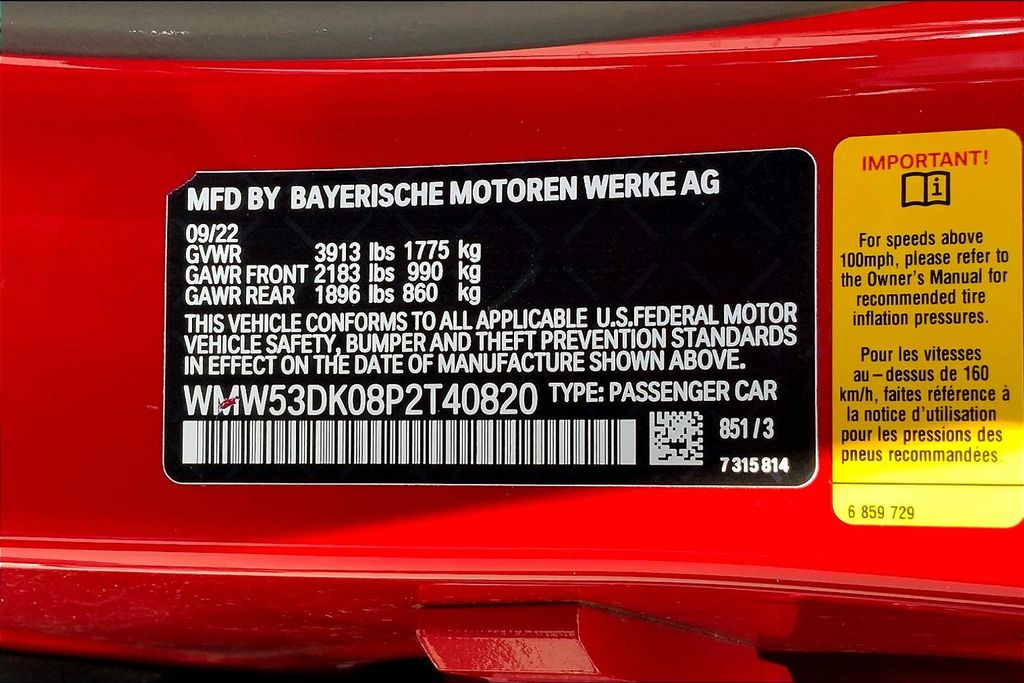 MFD BY BAYERISCHE MOTOREN WERKE AG
09/22
GVWR 3913 lbs 1775 kg
GAWR FRONT 2183 lbs 990 kg
GAWR REAR 1896 lbs 860 kg
THIS VEHICLE CONFORMS TO ALL APPLICABLE U.S.FEDERAL MOTOR
VEHICLE SAFETY, BUMPER AND THEFT PREVENTION STANDARDS
IN EFFECT ON THE DATE OF MANUFACTURE SHOWN ABOVE.
WMW53DK08P2T40820 TYPE: PASSENGER CAR
851/3
7315814
IMPORTANT!
i
For speeds above
100mph, please refer to
the Owner's Manual for
recommended tire
inflation pressures.
Pour les vitesses
au-dessus de 160
km/h, faites référence à
la notice d'utilisation
pour les pressions des
pneus recommandées.
6 859 729